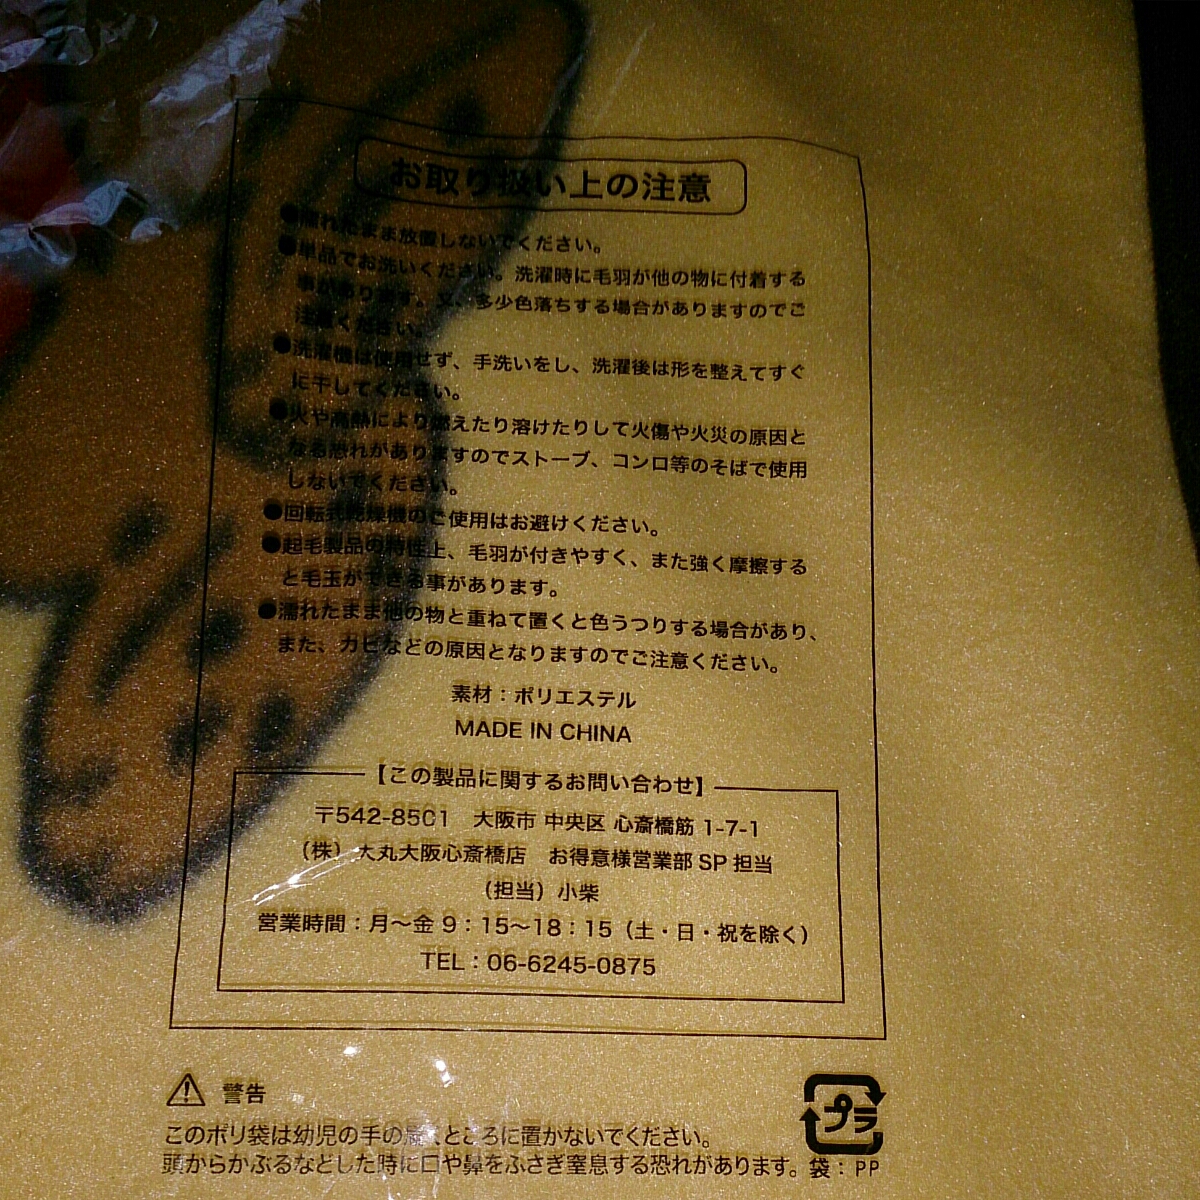 お取り扱い上の注意
●濡れたまま放置しないでください。
●単品でお洗いください。洗濯時に毛羽が他の物に付着する
事があります。又、多少色落ちする場合がありますのでご
注意ください。
●洗濯機は使用せず、手洗いをし、洗濯後は形を整えてすぐ
に干してください。
●火や高熱により燃えたり溶けたりして火傷や火災の原因と
なる恐れがありますのでストーブ、コンロ等のそばで使用
しないでください。
●回転式乾燥機のご使用はお避けください。
●起毛製品の特性上、毛羽が付きやすく、また強く摩擦する
と毛玉ができる事があります。
●濡れたまま他の物と重ねて置くと色うつりする場合があり、
また、カビなどの原因となりますのでご注意ください。
素材：ポリエステル
MADE IN CHINA
【この製品に関するお問い合わせ】
〒542-8501 大阪市 中央区 心斎橋筋 1-7-1
（株）大丸大阪心斎橋店 お得意様営業部 SP 担当
（担当）小柴
営業時間：月〜金 9：15〜18：15（土・日・祝を除く）
TEL：06-6245-0875
警告
このポリ袋は幼児の手の届くところに置かないでください。
頭からかぶるなどした時に口や鼻をふさぎ窒息する恐れがあります。
プラ
袋：PP